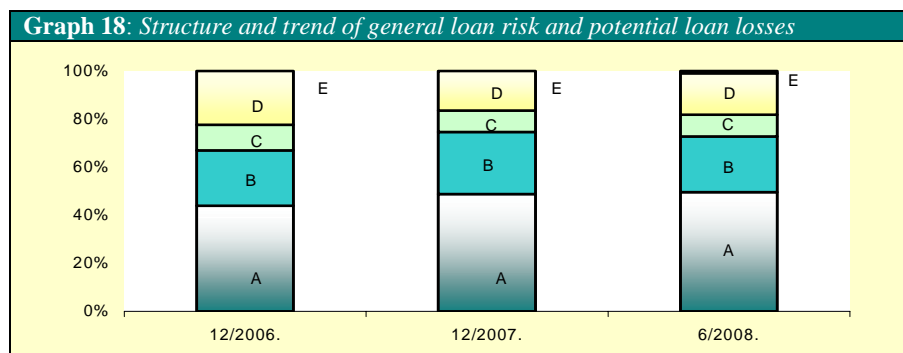 Graph 18: Structure and trend of general loan risk and potential loan losses
100%
80%
60%
40%
20%
0%
E
D
C
B
A
E
D
C
B
A
E
D
C
B
A
12/2006.
12/2007.
6/2008.